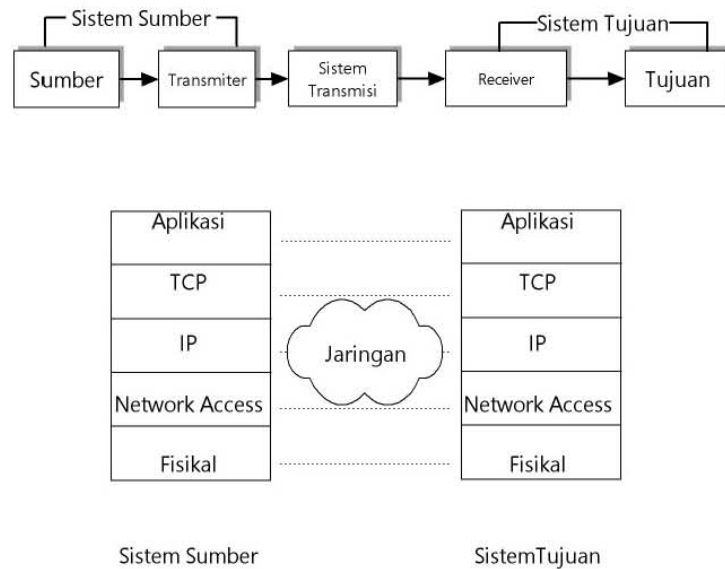 Sistem Sumber
Sistem Tujuan
Sumber
Transmiter
Sistem
Transmisi
Receiver
Tujuan
Aplikasi
Aplikasi
TCP
TCP
IP
Jaringan
IP
Network Access
Network Access
Fisikal
Fisikal
Sistem Sumber
SistemTujuan